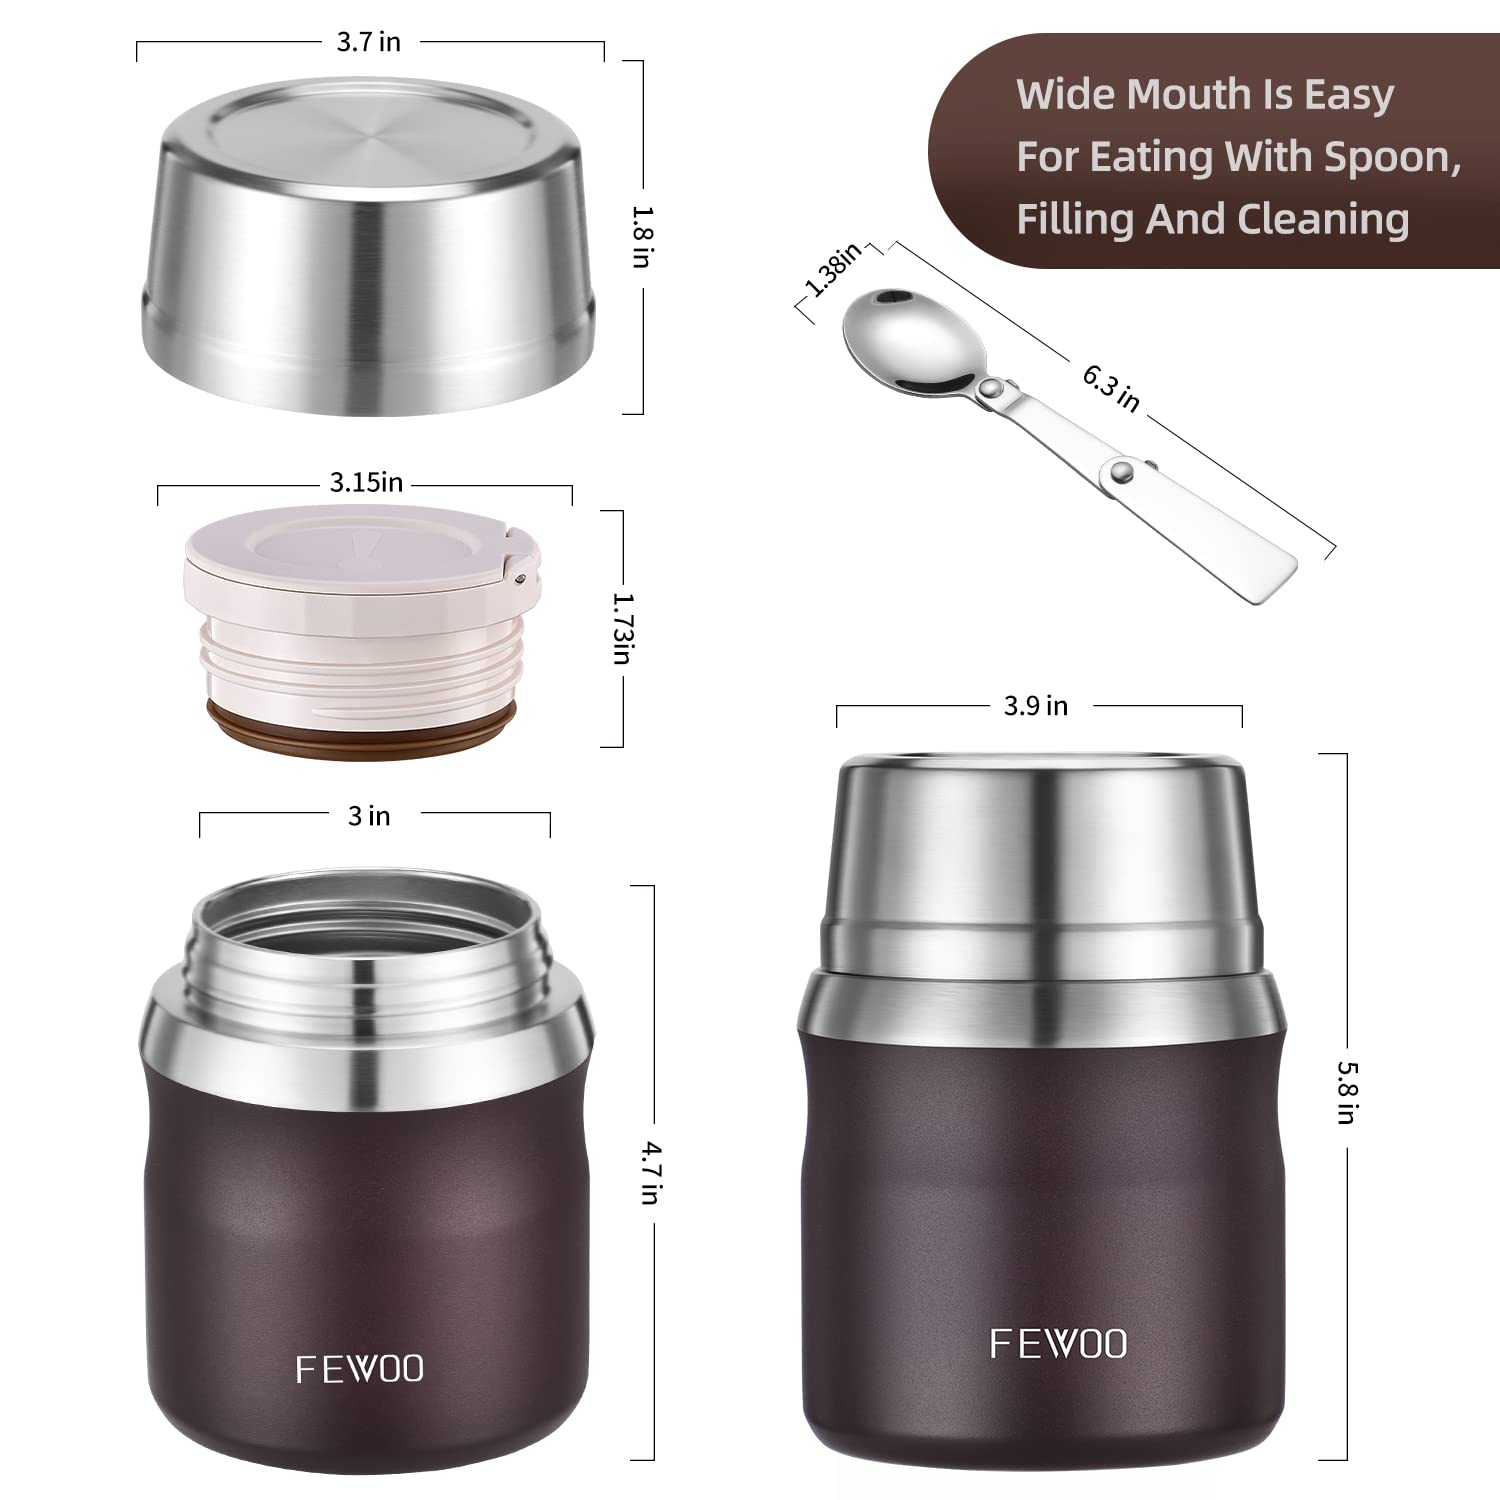 3.7 in
1.8 in
Wide Mouth Is Easy
For Eating With Spoon,
Filling And Cleaning
1.38in
6.3 in
3.15in
1.73in
3 in
4.7 in
FEWOO
3.9 in
5.8 in
FEWOO